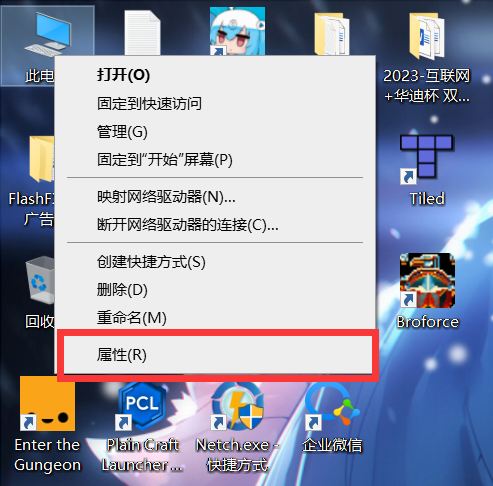 此电
打开(O)
固定到快速访问
管理(G)
固定到“开始”屏幕(P)
映射网络驱动器(N)...
断开网络驱动器的连接(C)...
创建快捷方式(S)
删除(D)
重命名(M)
属性(R)
2023-互联网
+华迪杯 双...
FlashF
广告
Tiled
回收
Broforce
PCL
Enter the
Gungeon
Plain Craft
Launcher ...
Netch.exe -
快捷方式
企业微信